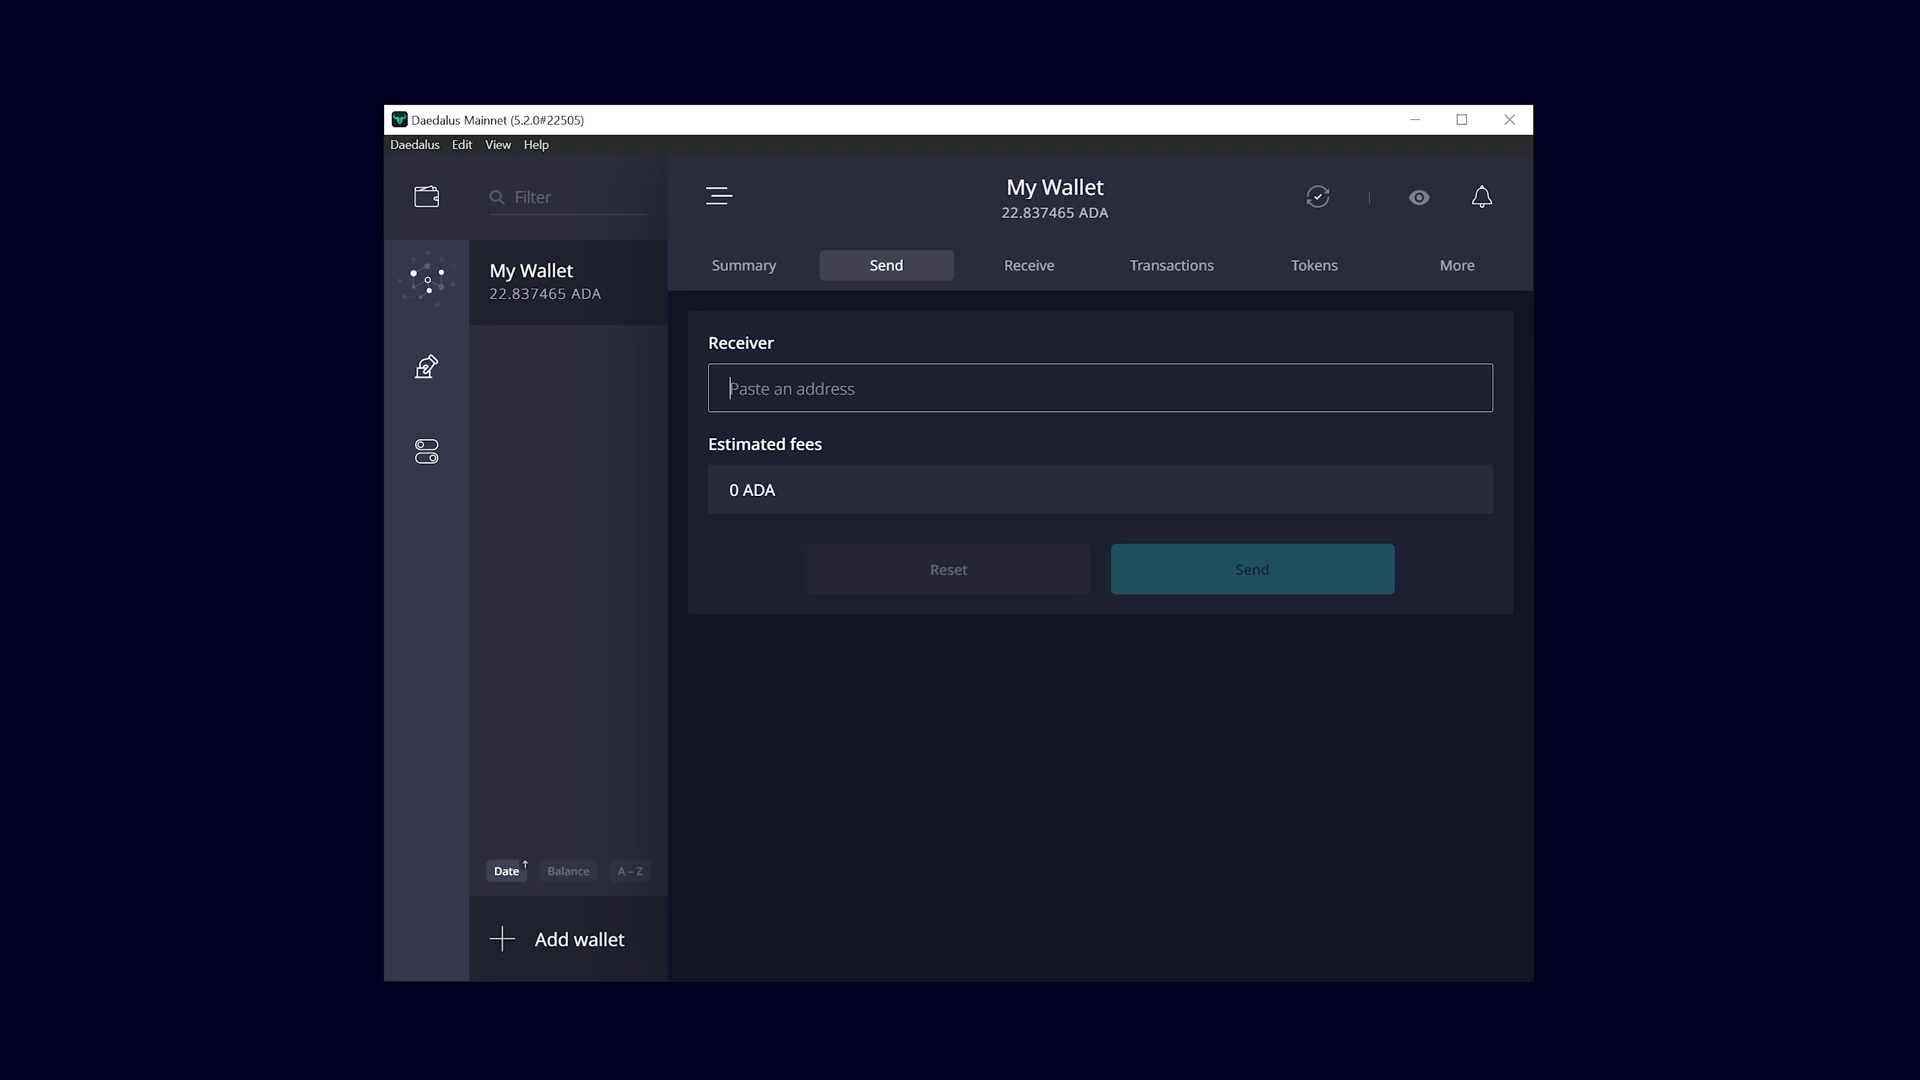 Daedalus Mainnet (5.2.0#22505)
Daedalus Edit View Help
Filter
My Wallet
22.837465 ADA
My Wallet
22.837465 ADA
Summary Send Receive Transactions Tokens More
Receiver
Paste an address
Estimated fees
0 ADA
Reset Send
Date↑ Balance A – Z
Add wallet